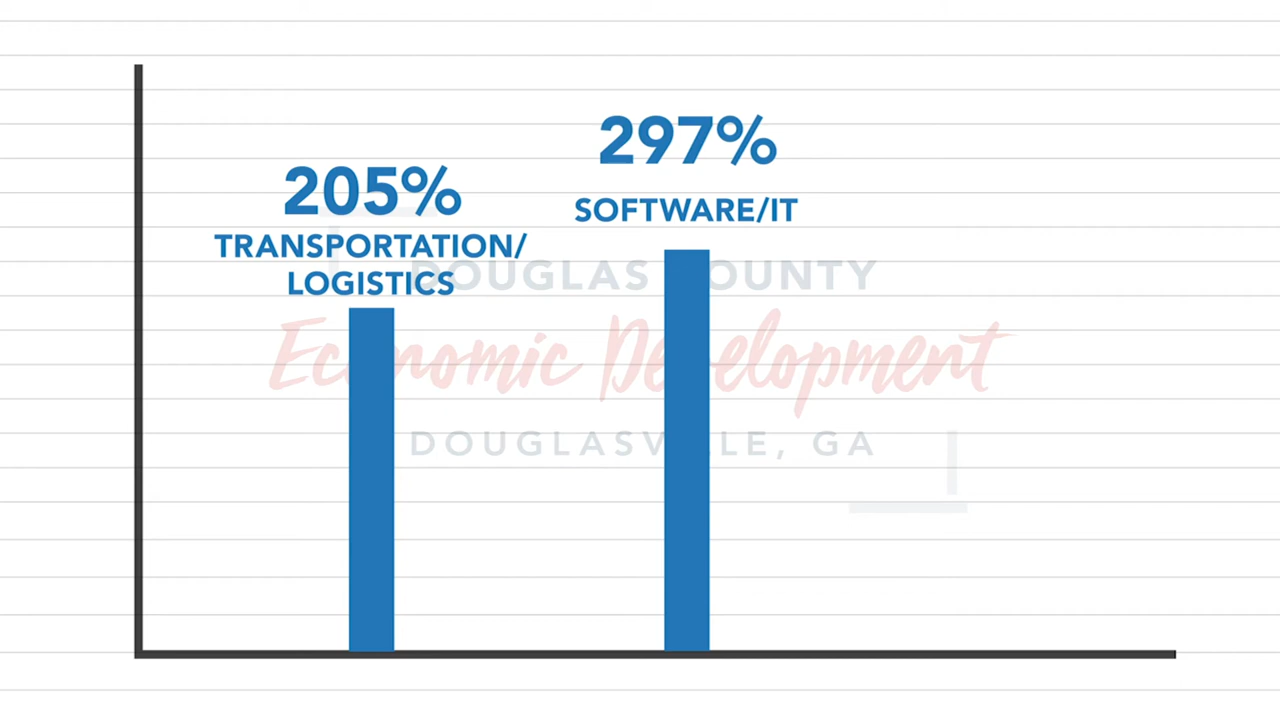 297%
205%
SOFTWARE/IT
TRANSPORTATION/
LOGISTICS
DOUGLAS COUNTY
Economic Development
DOUGLASVILLE, GA